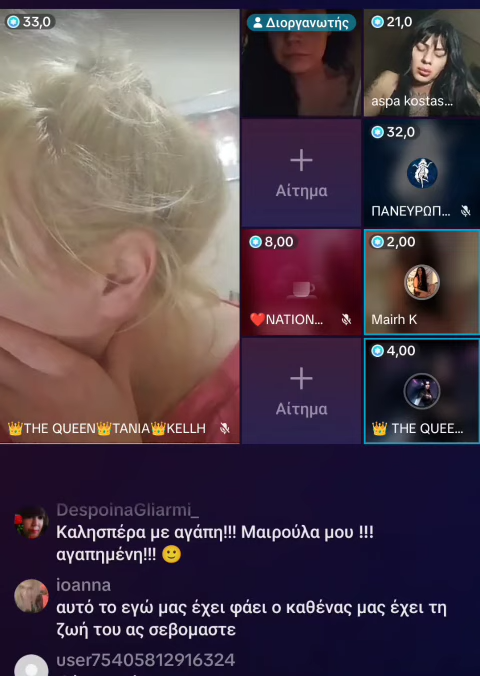 33,0
Διοργανωτής
21,0
aspa kostas...
Αίτημα
32,0
ΠΑΝΕΥΡΩΠ...
8,00
❤️NATION...
2,00
Mairh K
Αίτημα
4,00
👑 THE QUEE...
👑THE QUEEN👑TANIA👑KELLH
DespoinaGliarmi_
Καλησπέρα με αγάπη!!! Μαιρούλα μου !!!
αγαπημένη!!! 🙂
ioanna
αυτό το εγώ μας έχει φάει ο καθένας μας έχει τη
ζωή του ας σεβομαστε
user75405812916324